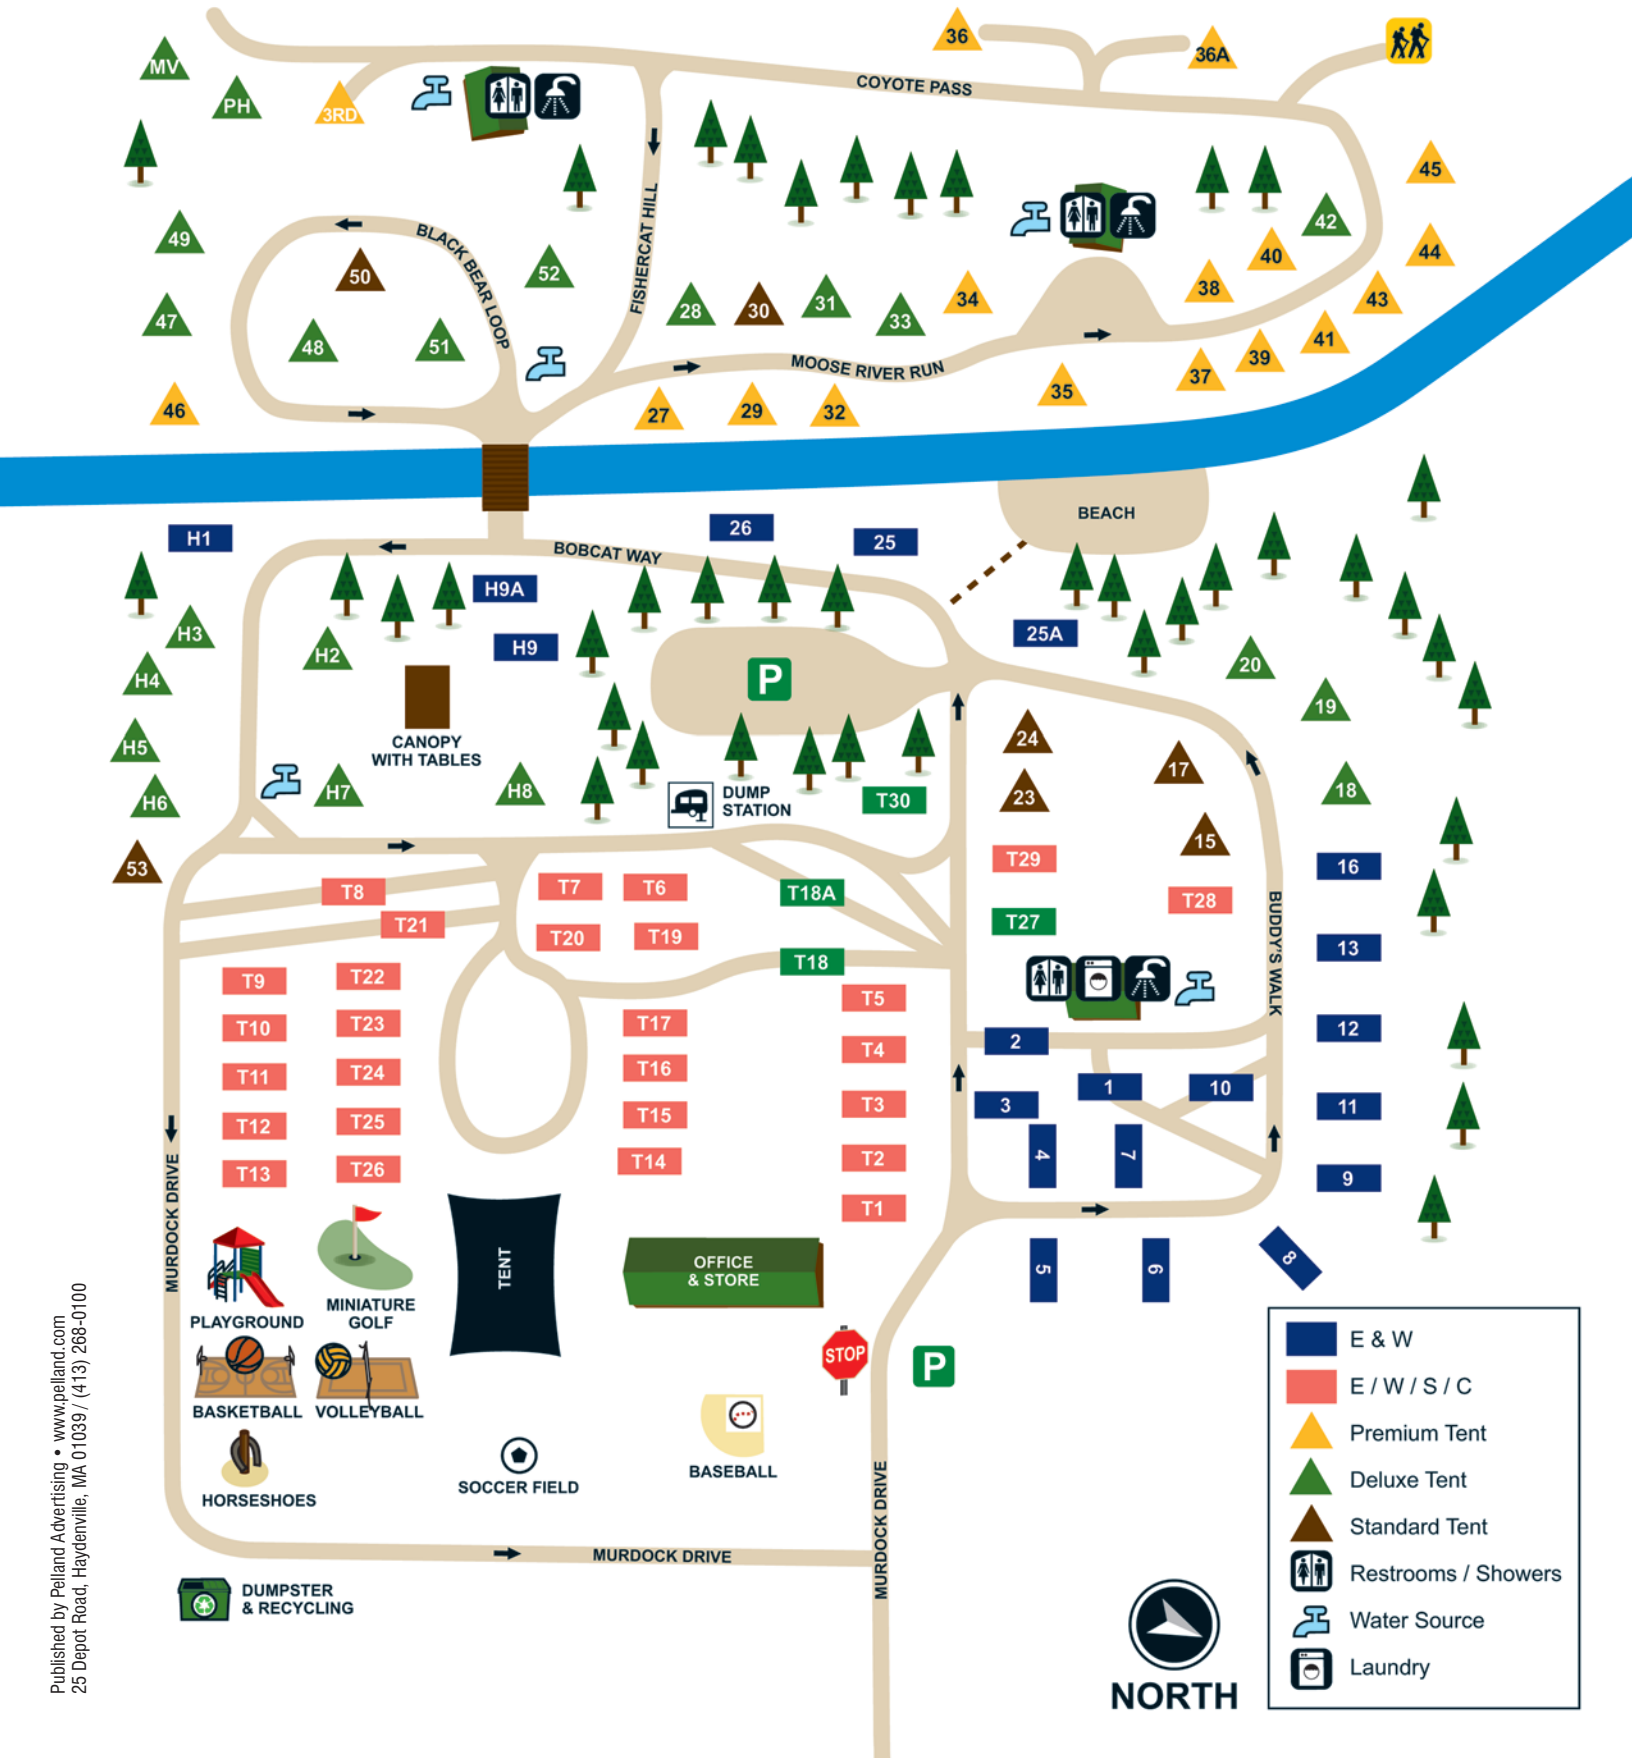 36
36A
MV
PH
3RD
COYOTE PASS
45
49
50
BLACK BEAR LOOP
52
FISHERCAT HILL
42
44
40
38
43
47
48
51
28
30
31
33
34
41
39
MOOSE RIVER RUN
37
35
46
27
29
32
BEACH
H1
26
25
BOBCAT WAY
H9A
H3
H2
H9
25A
20
H4
P
19
H5
CANOPY
WITH TABLES
24
17
H6
H7
H8
DUMP
STATION
T30
23
18
53
15
T29
16
T8
T7
T6
T18A
T28
T21
T20
T19
T27
BUDDY'S WALK
13
T18
T9
T22
T5
T10
T23
T17
2
12
T11
T24
T16
T4
1
10
T12
T25
T15
T3
3
11
T13
T26
T14
T2
4
7
9
T1
MURDOCK DRIVE
TENT
OFFICE
& STORE
5
6
8
PLAYGROUND
MINIATURE
GOLF
STOP
P
BASKETBALL
VOLLEYBALL
HORSESHOES
SOCCER FIELD
BASEBALL
MURDOCK DRIVE
MURDOCK DRIVE
DUMPSTER
& RECYCLING
NORTH
E & W
E / W / S / C
Premium Tent
Deluxe Tent
Standard Tent
Restrooms / Showers
Water Source
Laundry
Published by Pelland Advertising • www.pelland.com
25 Depot Road, Haydenville, MA 01039 / (413) 268-0100